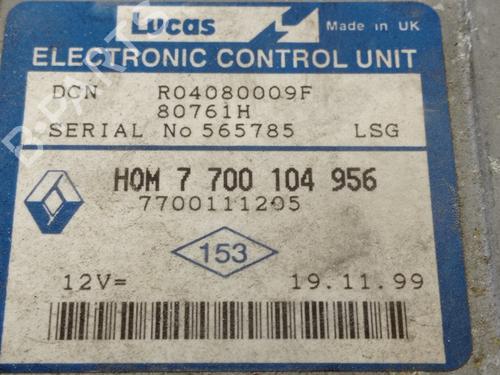 Lucas Made in UK
ELECTRONIC CONTROL UNIT
DCN R04080009F
80761H
SERIAL No 565785 LSG
HOM 7 700 104 956
7700111205
153
12V= 19.11.99
B-PARTS